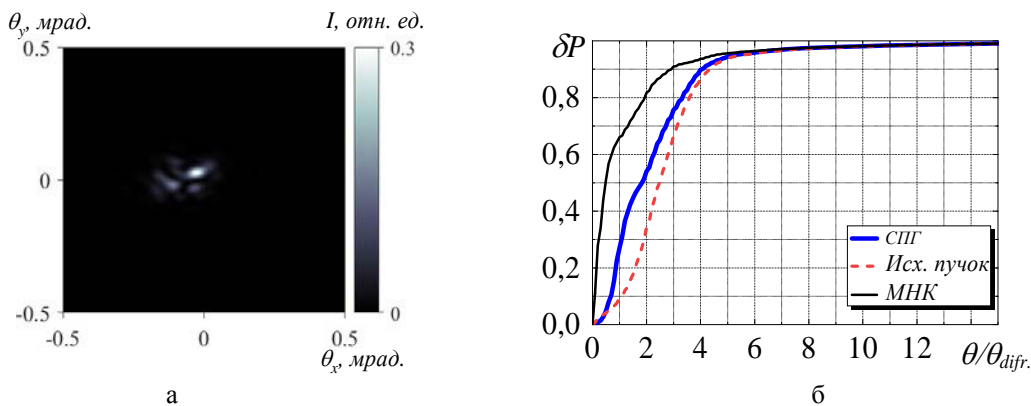 θy, мрад.
I, отн. ед.
0.5
0
-0.5
-0.5
0
0.5
θx, мрад.
0.3
0
а
δP
0,8
0,6
0,4
0,2
0,0
0 2 4 6 8 10 12
θ/θdifr.
СПГ
Исх. пучок
МНК
б